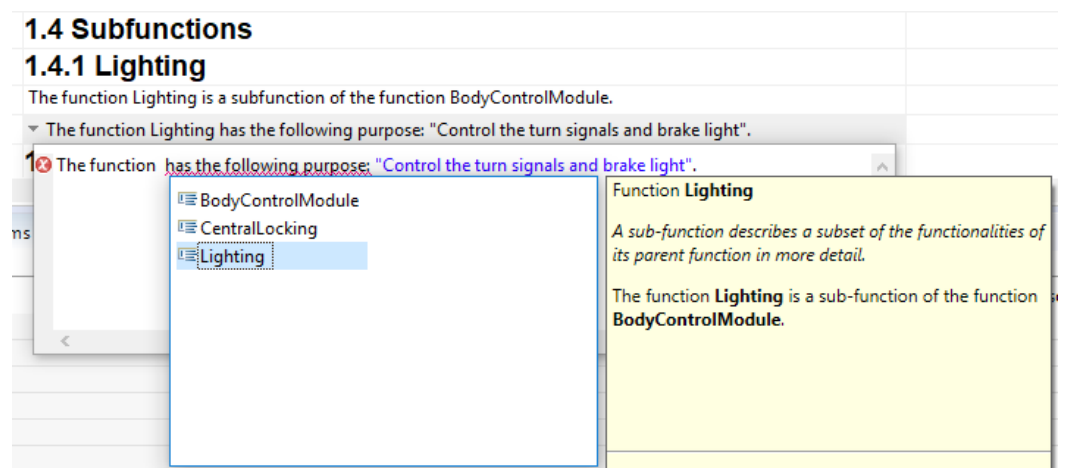 1.4 Subfunctions
1.4.1 Lighting
The function Lighting is a subfunction of the function BodyControlModule.
The function Lighting has the following purpose: "Control the turn signals and brake light".
The function has the following purpose: "Control the turn signals and brake light".
BodyControlModule
CentralLocking
Lighting
Function Lighting
A sub-function describes a subset of the functionalities of
its parent function in more detail.
The function Lighting is a sub-function of the function
BodyControlModule.